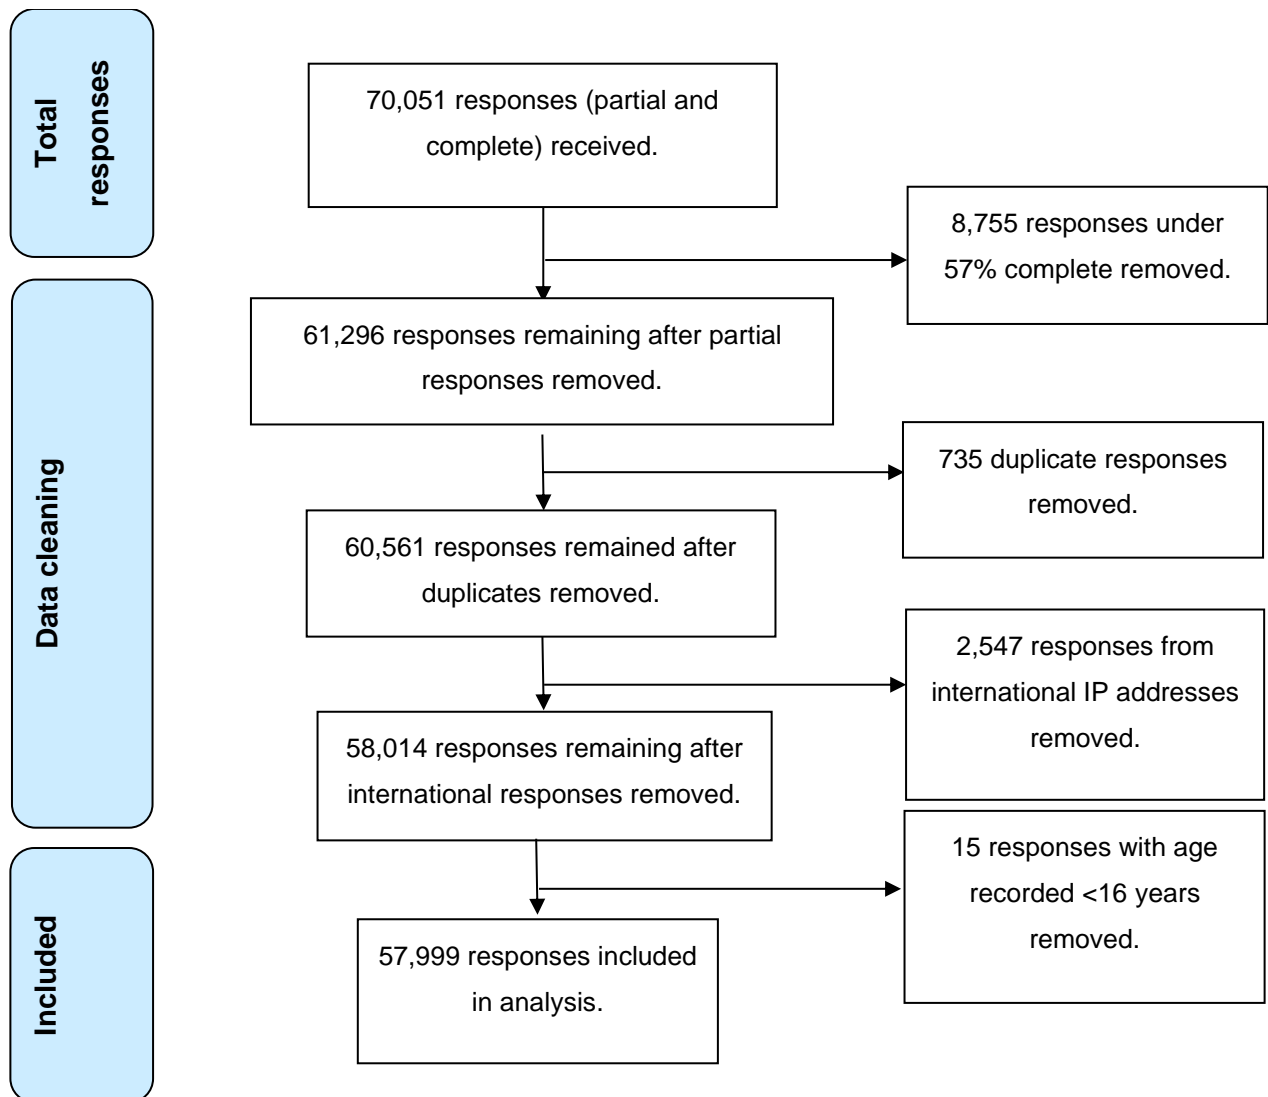 Total
responses
70,051 responses (partial and
complete) received.
8,755 responses under
57% complete removed.
Data cleaning
61,296 responses remaining after partial
responses removed.
735 duplicate responses
removed.
60,561 responses remained after
duplicates removed.
2,547 responses from
international IP addresses
removed.
58,014 responses remaining after
international responses removed.
15 responses with age
recorded <16 years
removed.
Included
57,999 responses included
in analysis.